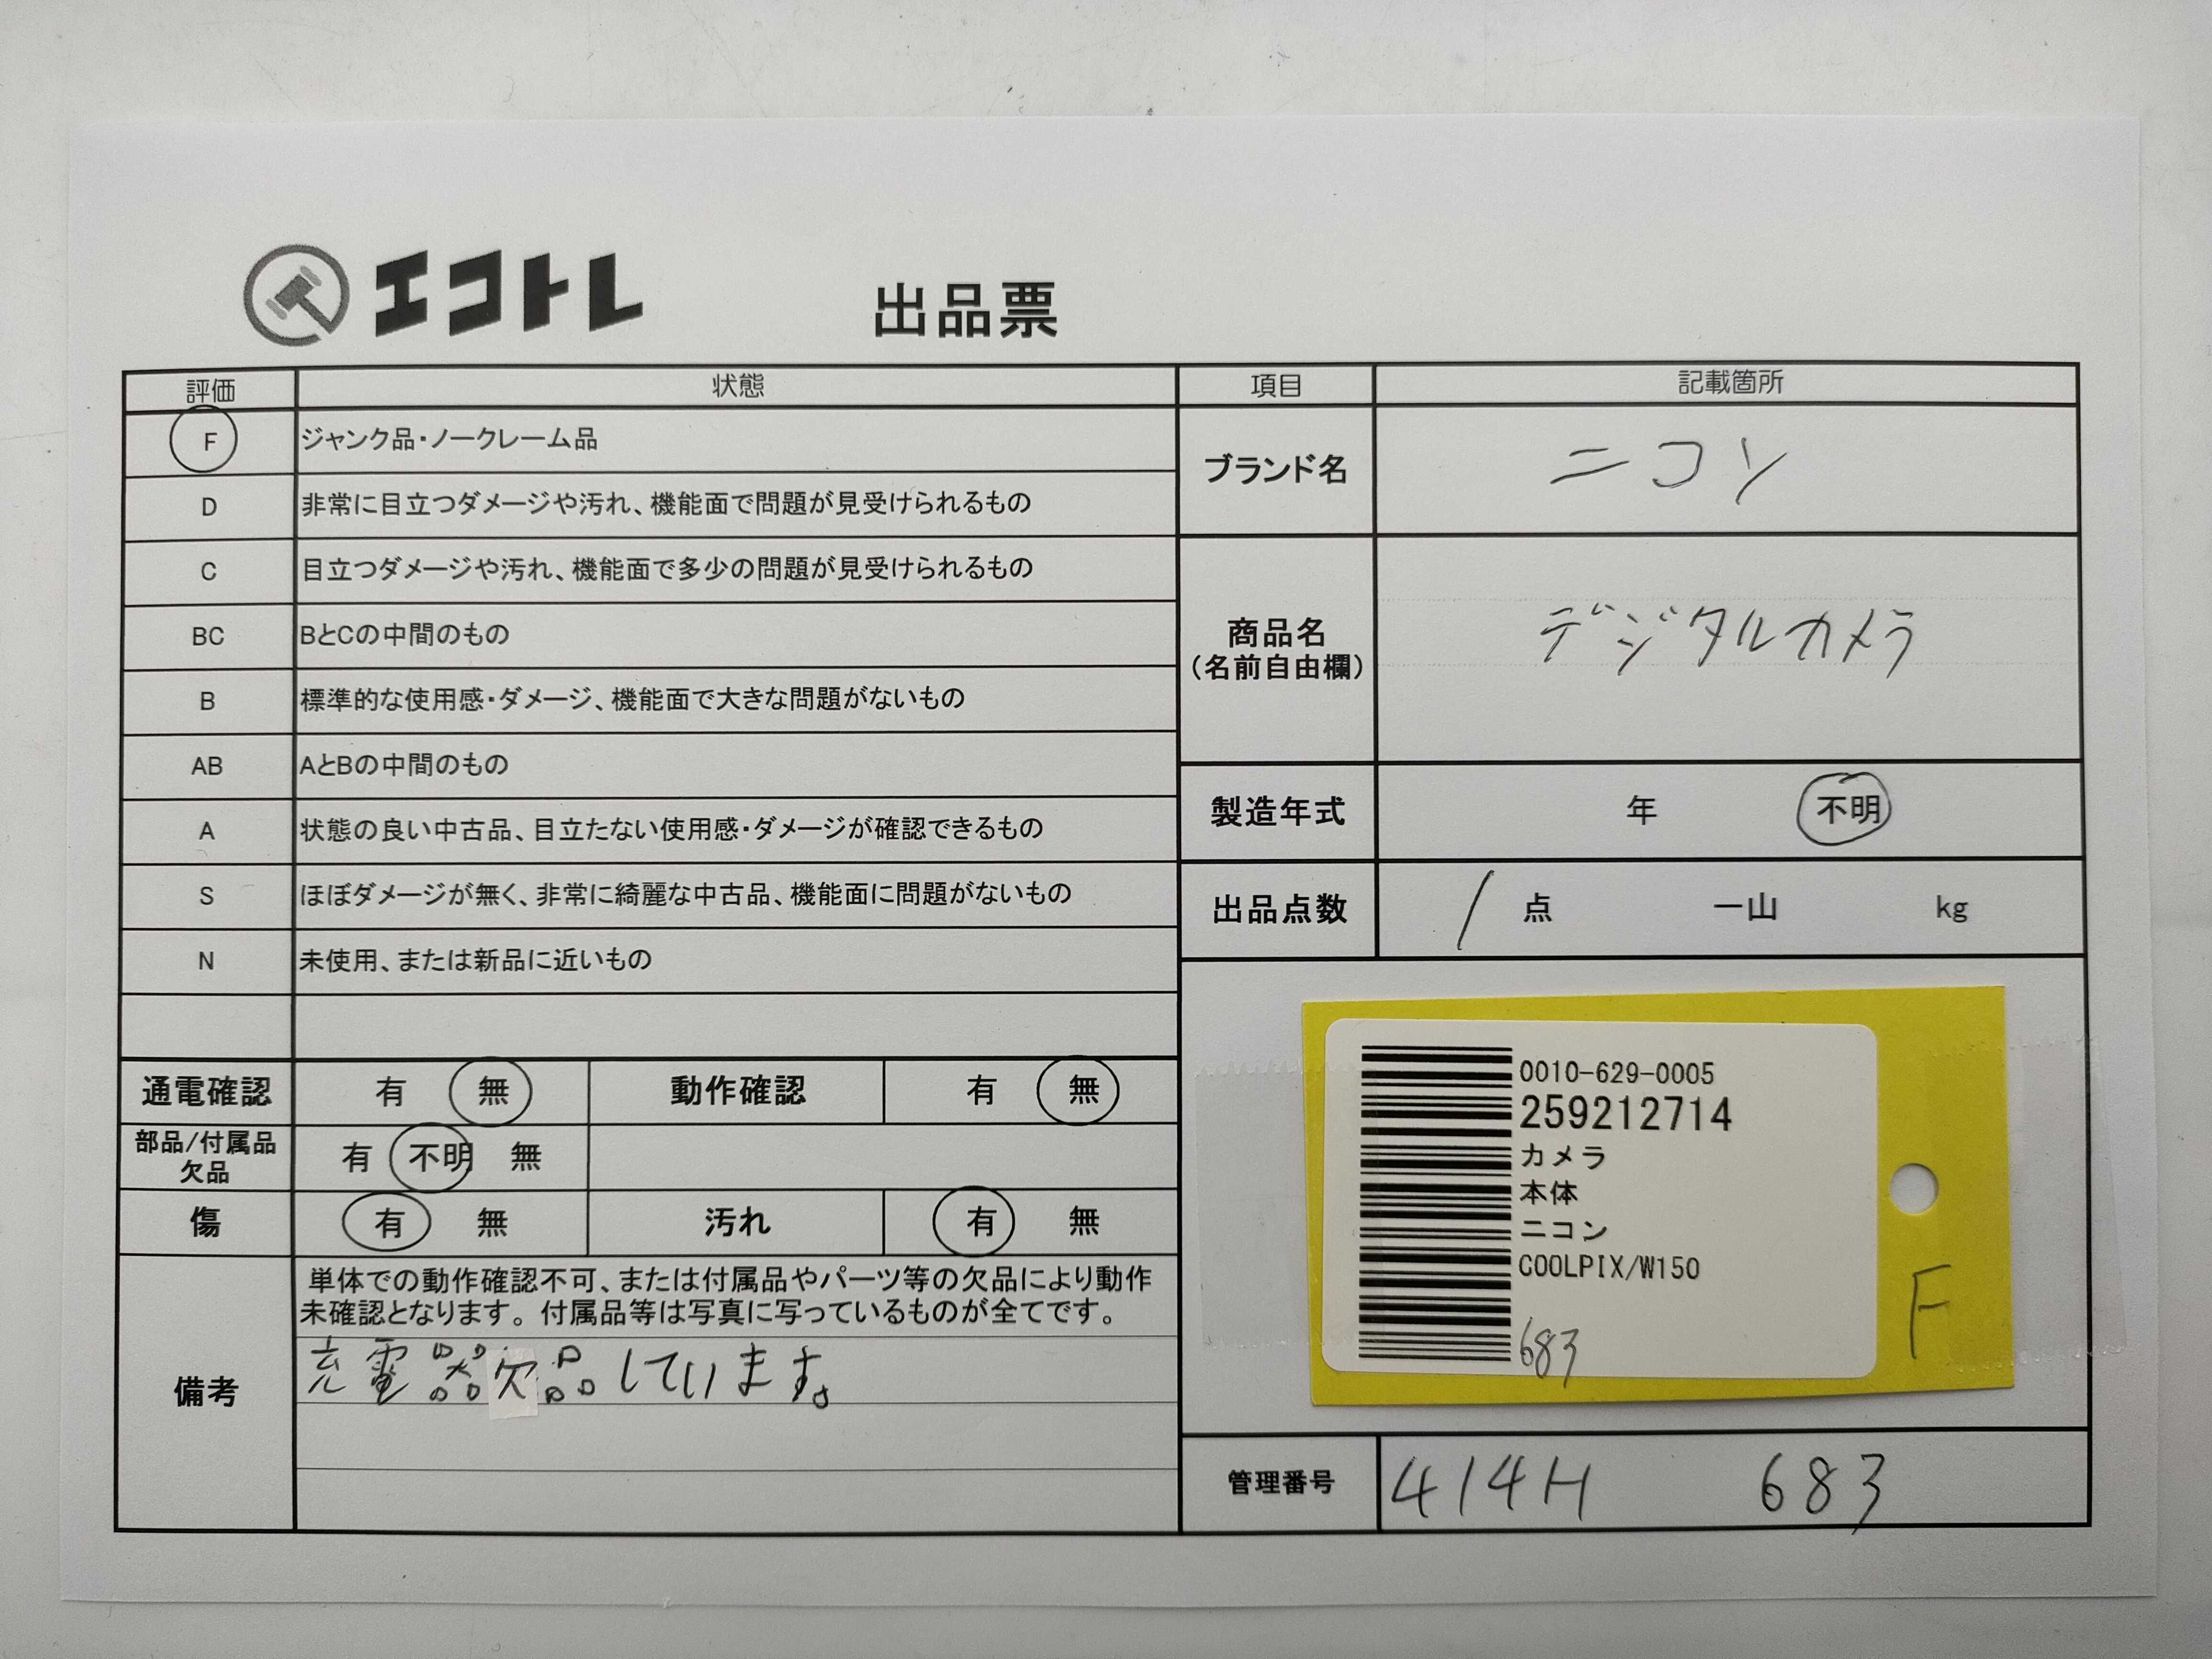 エコトレ
出品票
評価 状態
F ジャンク品・ノークレーム品
D 非常に目立つダメージや汚れ、機能面で問題が見受けられるもの
C 目立つダメージや汚れ、機能面で多少の問題が見受けられるもの
BC BとCの中間のもの
B 標準的な使用感・ダメージ、機能面で大きな問題がないもの
AB AとBの中間のもの
A 状態の良い中古品、目立たない使用感・ダメージが確認できるもの
S ほぼダメージが無く、非常に綺麗な中古品、機能面に問題がないもの
N 未使用、または新品に近いもの
通電確認 有 無 動作確認 有 無
部品/付属品
欠品
有 不明 無
傷 有 無 汚れ 有 無
備考
単体での動作確認不可、または付属品やパーツ等の欠品により動作
未確認となります。付属品等は写真に写っているものが全てです。
充電器欠品しています。
項目 記載箇所
ブランド名 ニコン
商品名
(名前自由欄)
デジタルカメラ
製造年式 年 不明
出品点数 1 点 一山 kg
0010-629-0005
259212714
カメラ
本体
ニコン
COOLPIX/W150
683
F
管理番号 414H 683